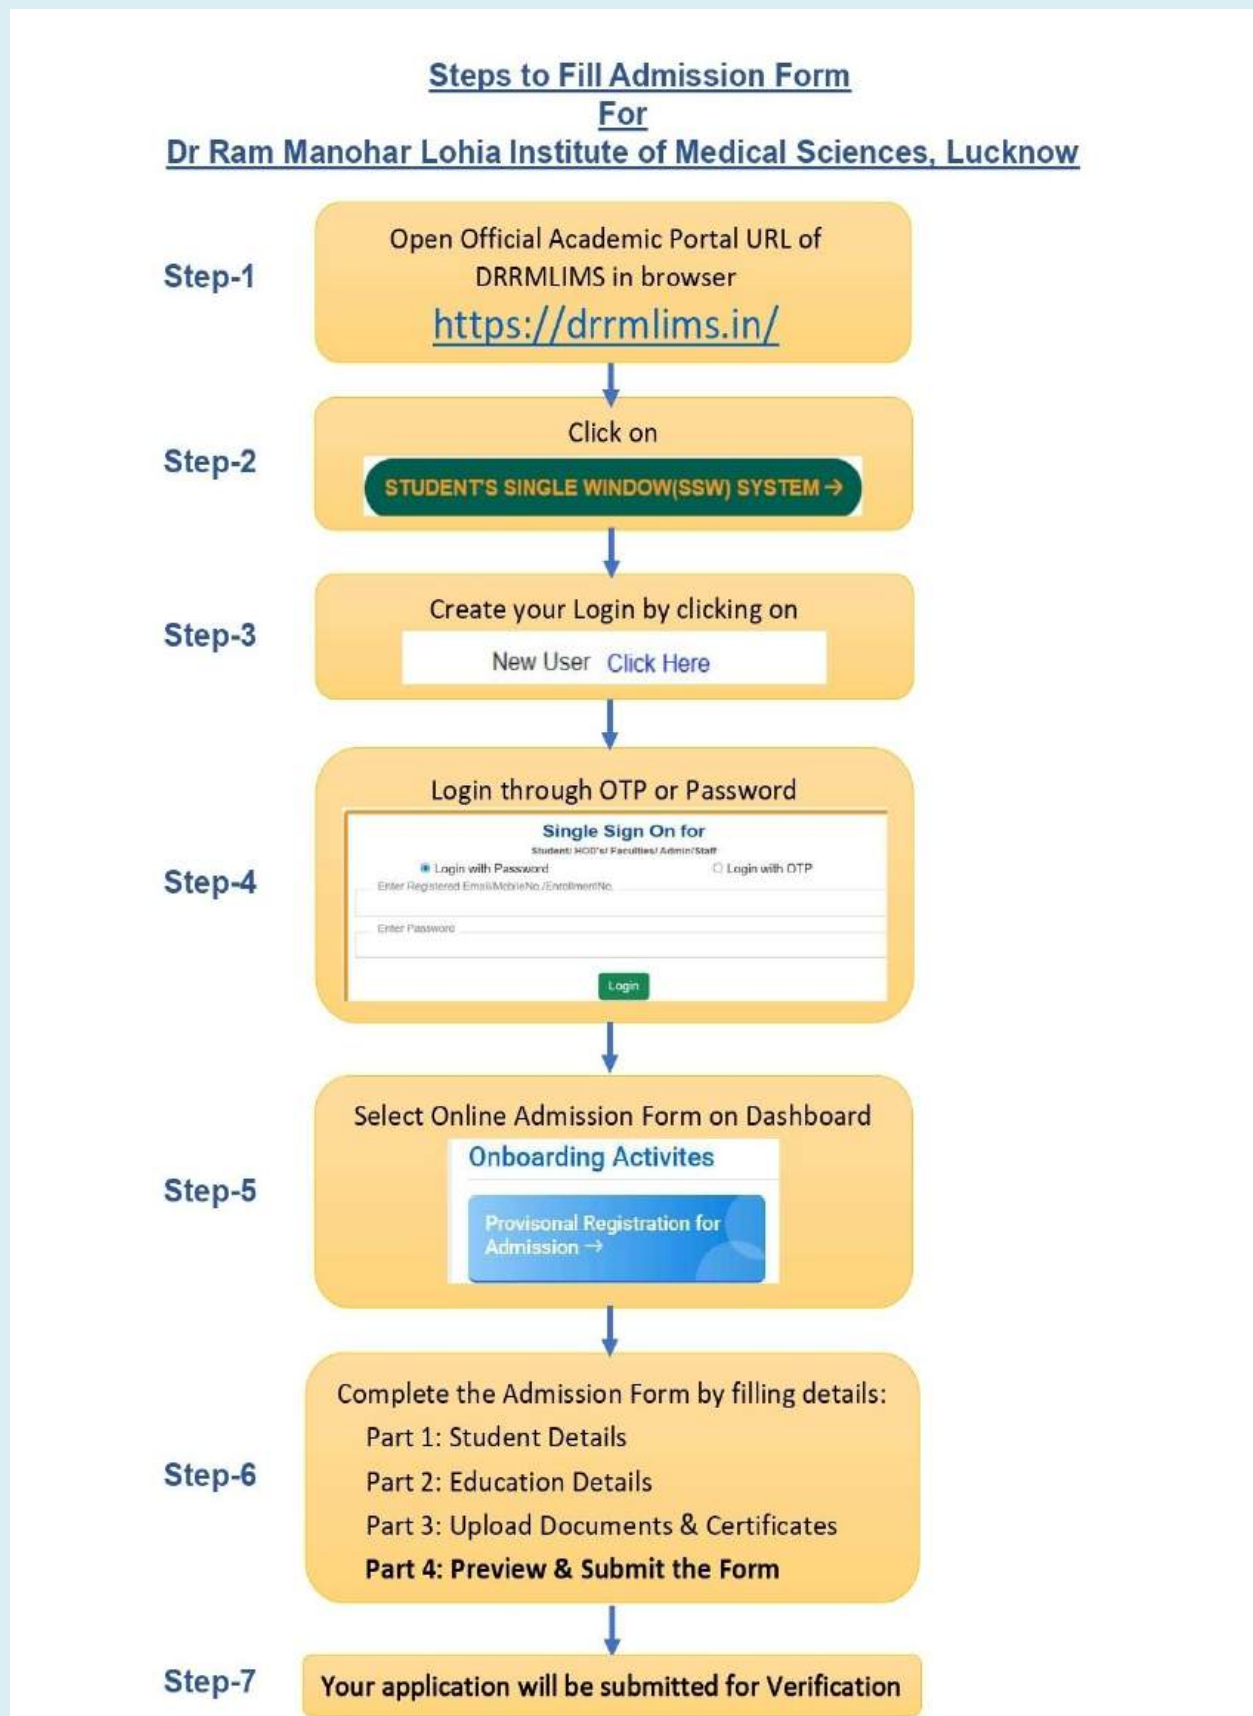 Steps to Fill Admission Form
For
Dr Ram Manohar Lohia Institute of Medical Sciences, Lucknow
Step-1
Open Official Academic Portal URL of
DRRMLIMS in browser
https://drrmlims.in/
Step-2
Click on
STUDENT'S SINGLE WINDOW(SSW) SYSTEM →
Step-3
Create your Login by clicking on
New User Click Here
Step-4
Login through OTP or Password
Single Sign On for
Student/ HOD's/ Faculties/ Admin/Staff
Login with Password Login with OTP
Enter Registered Email/MobileNo./EnrollmentNo.
Enter Password
Login
Step-5
Select Online Admission Form on Dashboard
Onboarding Activites
Provisonal Registration for
Admission →
Step-6
Complete the Admission Form by filling details:
Part 1: Student Details
Part 2: Education Details
Part 3: Upload Documents & Certificates
Part 4: Preview & Submit the Form
Step-7
Your application will be submitted for Verification